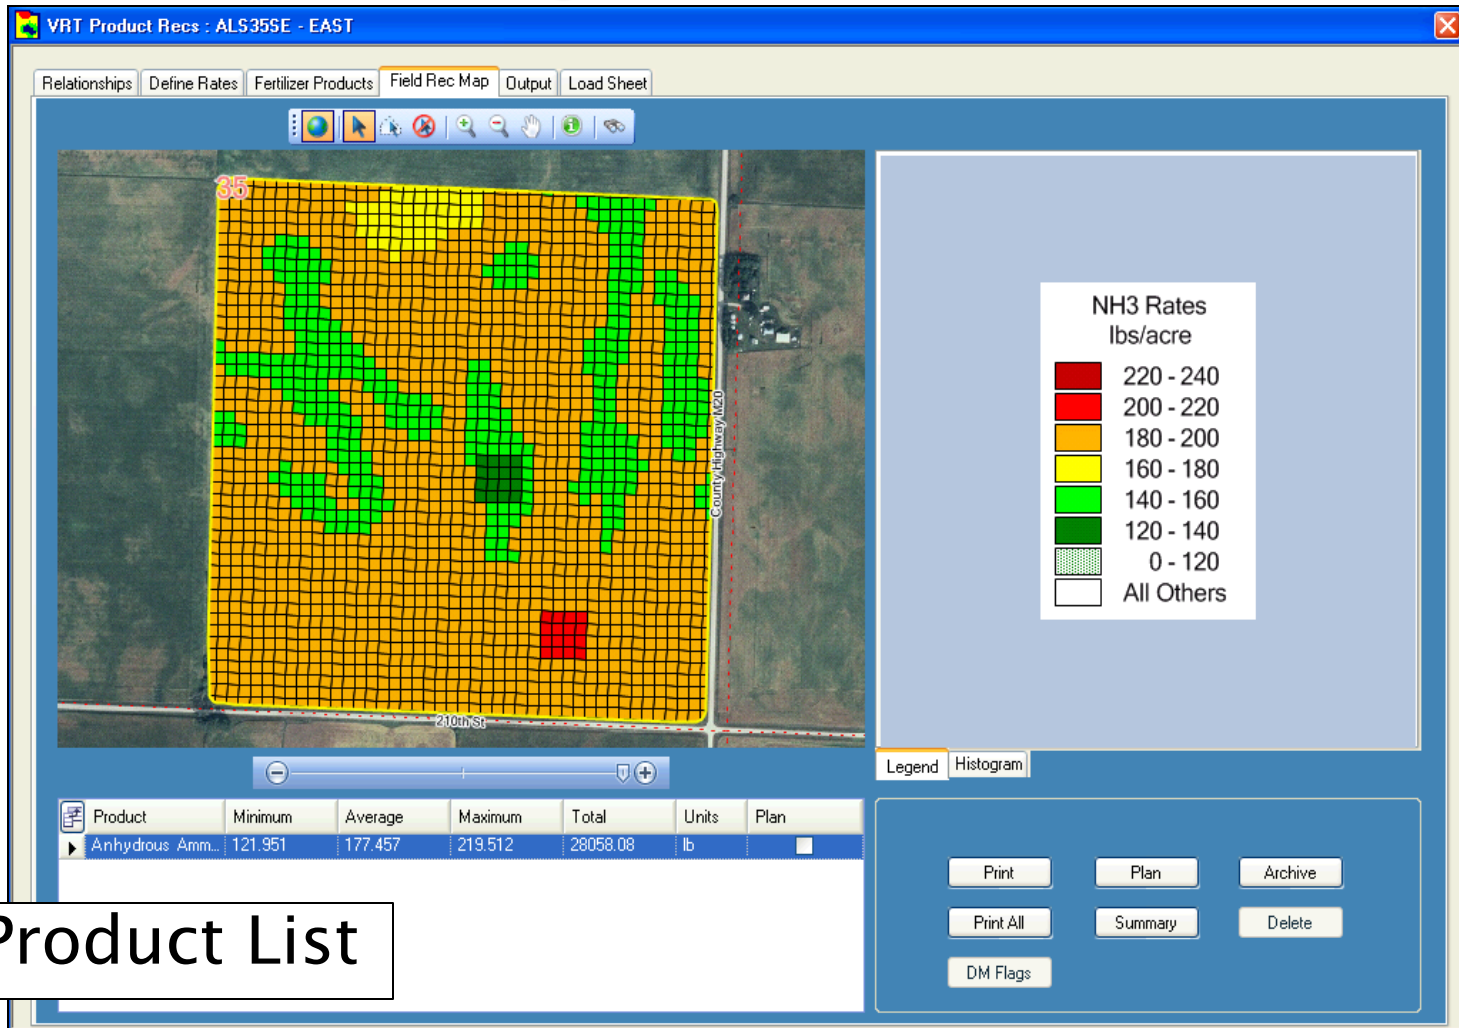 VRT Product Recs : ALS35SE - EAST
Relationships Define Rates Fertilizer Products Field Rec Map Output Load Sheet
35
County Highway M20
210th St
NH3 Rates
lbs/acre
220 - 240
200 - 220
180 - 200
160 - 180
140 - 160
120 - 140
0 - 120
All Others
Legend Histogram
Product Minimum Average Maximum Total Units Plan
Anhydrous Amm... 121.951 177.457 219.512 28058.08 lb
Print Plan Archive
Print All Summary Delete
DM Flags
Product List